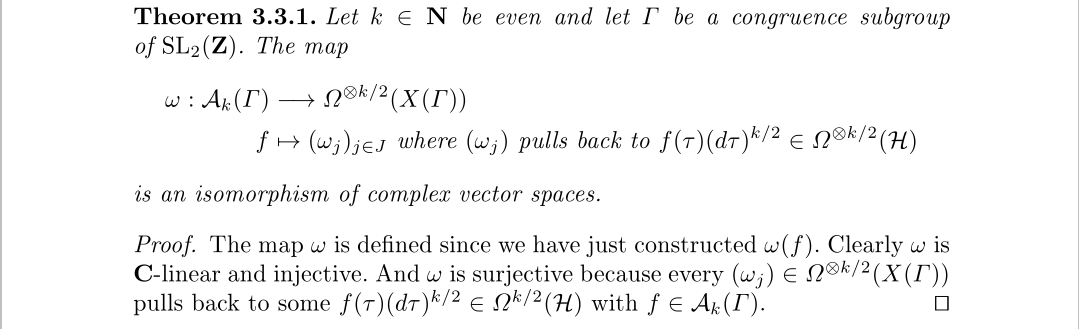 Theorem 3.3.1. Let k ∈ N be even and let Γ be a congruence subgroup
of SL₂(Z). The map
ω : 𝒜ₖ(Γ) ⟶ Ω^{⊗k/2}(X(Γ))
f ↦ (ωⱼ)_{j∈J} where (ωⱼ) pulls back to f(τ)(dτ)^{k/2} ∈ Ω^{⊗k/2}(ℋ)
is an isomorphism of complex vector spaces.
Proof. The map ω is defined since we have just constructed ω(f). Clearly ω is
C-linear and injective. And ω is surjective because every (ωⱼ) ∈ Ω^{⊗k/2}(X(Γ))
pulls back to some f(τ)(dτ)^{k/2} ∈ Ω^{k/2}(ℋ) with f ∈ 𝒜ₖ(Γ). □